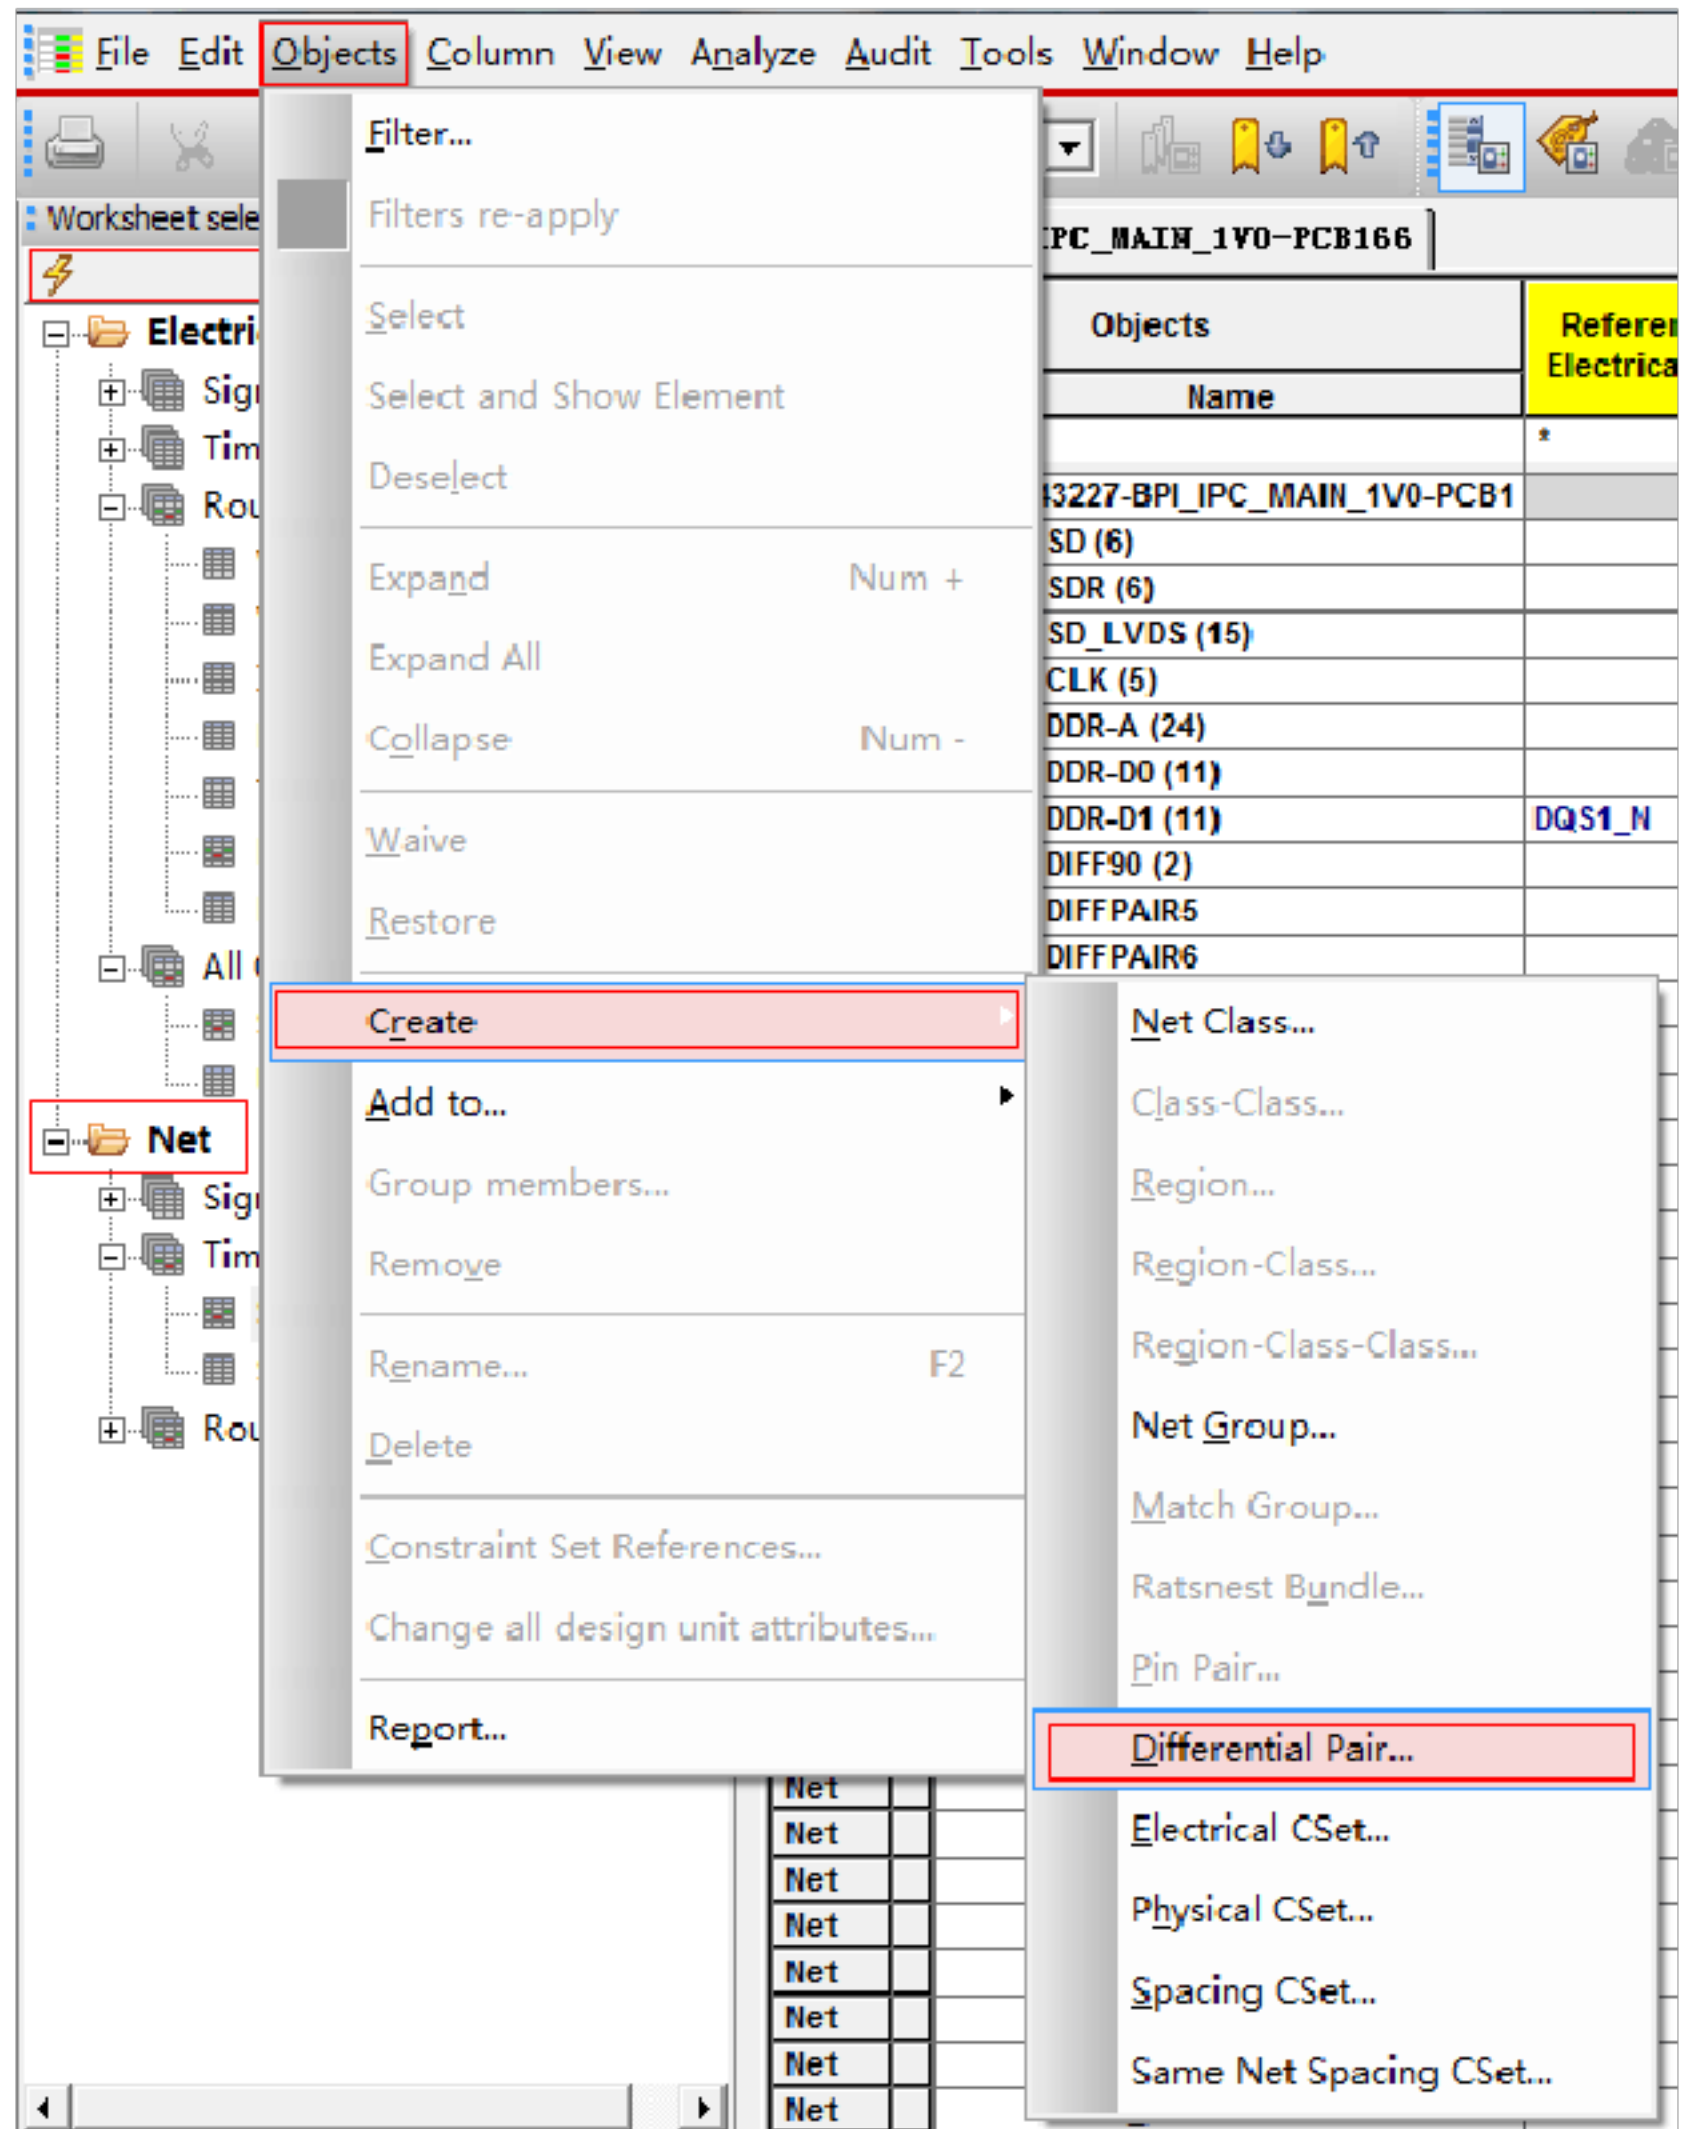 File Edit Objects Column View Analyze Audit Tools Window Help
Filter...
Filters re-apply
Select
Select and Show Element
Deselect
Expand Num +
Expand All
Collapse Num -
Waive
Restore
Create
Add to...
Group members...
Remove
Rename... F2
Delete
Constraint Set References...
Change all design unit attributes...
Report...
Net Class...
Class-Class...
Region...
Region-Class...
Region-Class-Class...
Net Group...
Match Group...
Ratsnest Bundle...
Pin Pair...
Differential Pair...
Electrical CSet...
Physical CSet...
Spacing CSet...
Same Net Spacing CSet...
Worksheet sele
Electri
Sig
Tim
Rou
All
Net
Sig
Tim
Rou
IPC_MAIN_1V0-PCB166
Objects
Referen
Electrica
Name
*
43227-BPI_IPC_MAIN_1V0-PCB1
SD (6)
SDR (6)
SD_LVDS (15)
CLK (5)
DDR-A (24)
DDR-D0 (11)
DDR-D1 (11) DQS1_N
DIFF90 (2)
DIFFPAIR5
DIFFPAIR6
Net
Net
Net
Net
Net
Net
Net
Net